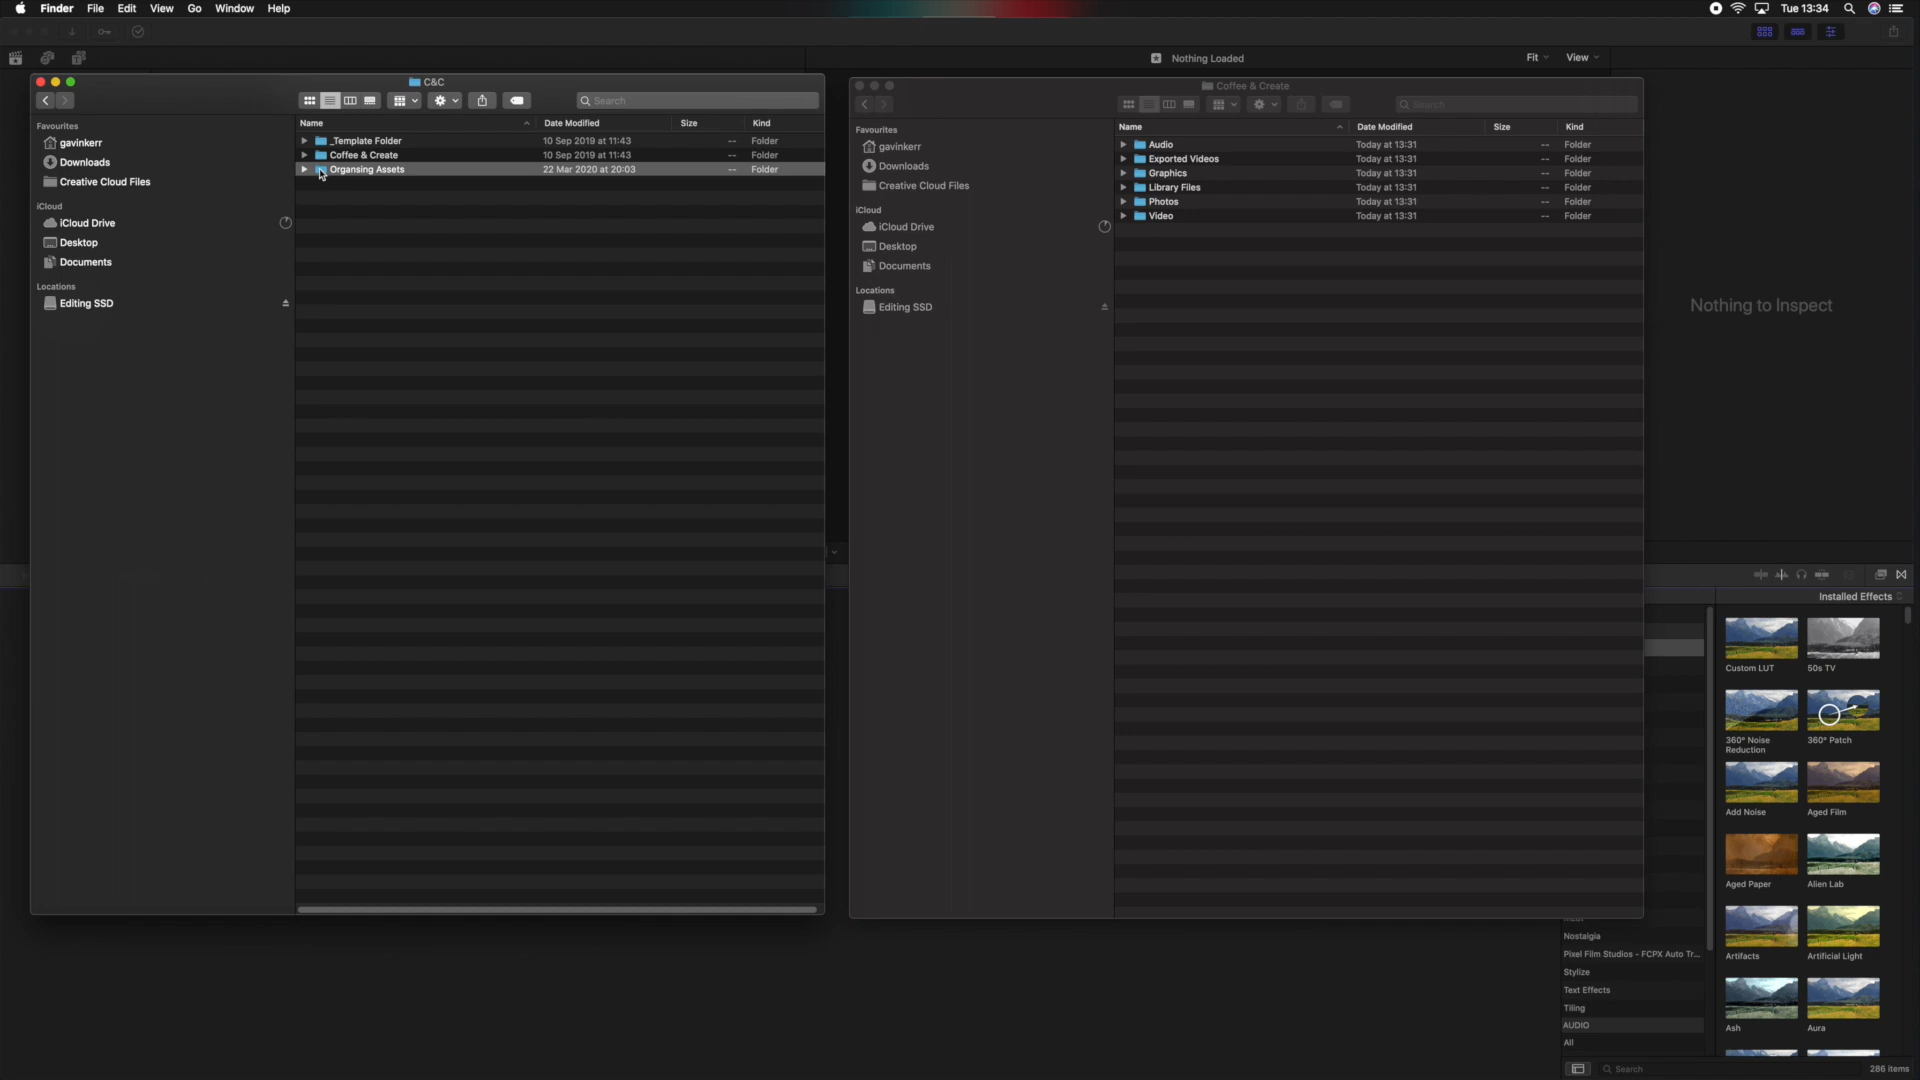 Finder File Edit View Go Window Help
Tue 13:34
Nothing Loaded
Fit
View
C&C
Search
Favourites
gavinkerr
Downloads
Creative Cloud Files
iCloud
iCloud Drive
Desktop
Documents
Locations
Editing SSD
Name Date Modified Size Kind
_Template Folder 10 Sep 2019 at 11:43 -- Folder
Coffee & Create 10 Sep 2019 at 11:43 -- Folder
Organsing Assets 22 Mar 2020 at 20:03 -- Folder
Coffee & Create
Search
Favourites
gavinkerr
Downloads
Creative Cloud Files
iCloud
iCloud Drive
Desktop
Documents
Locations
Editing SSD
Name Date Modified Size Kind
Audio Today at 13:31 -- Folder
Exported Videos Today at 13:31 -- Folder
Graphics Today at 13:31 -- Folder
Library Files Today at 13:31 -- Folder
Photos Today at 13:31 -- Folder
Video Today at 13:31 -- Folder
Nothing to Inspect
Installed Effects
Custom LUT 50s TV
360° Noise
Reduction
360° Patch
Add Noise Aged Film
Aged Paper Alien Lab
Artifacts Artificial Light
Ash Aura
Nostalgia
Pixel Film Studios - FCPX Auto Tr...
Stylize
Text Effects
Tiling
AUDIO
All
Search
286 items